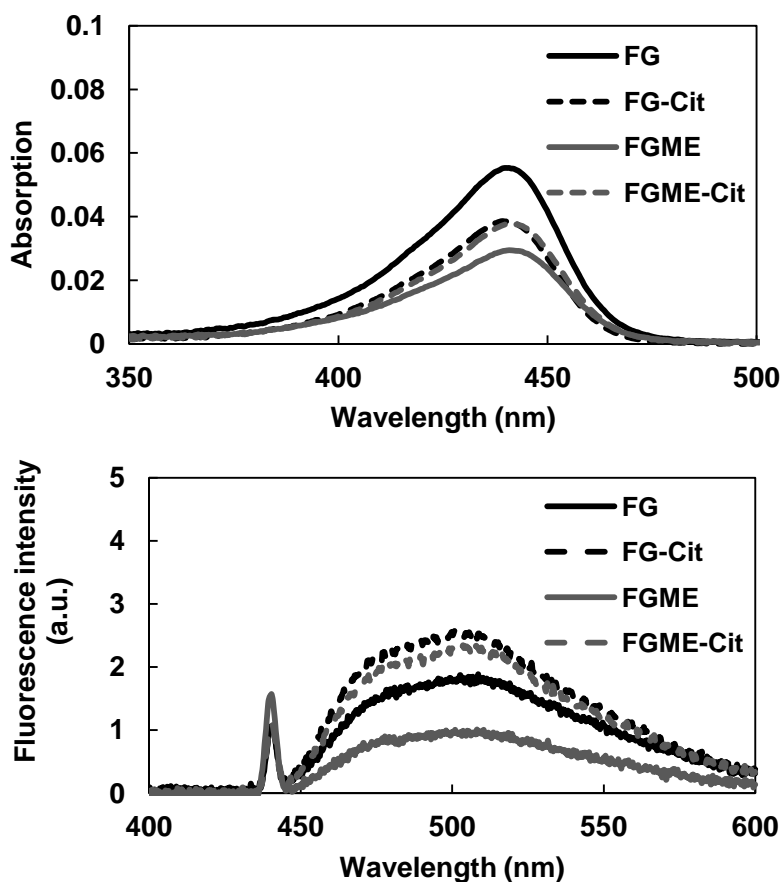 0.1
0.08
0.06
0.04
0.02
0
Absorption
FG
FG-Cit
FGME
FGME-Cit
350
400
450
500
Wavelength (nm)
5
4
3
2
1
0
Fluorescence intensity
(a.u.)
FG
FG-Cit
FGME
FGME-Cit
400
450
500
550
600
Wavelength (nm)